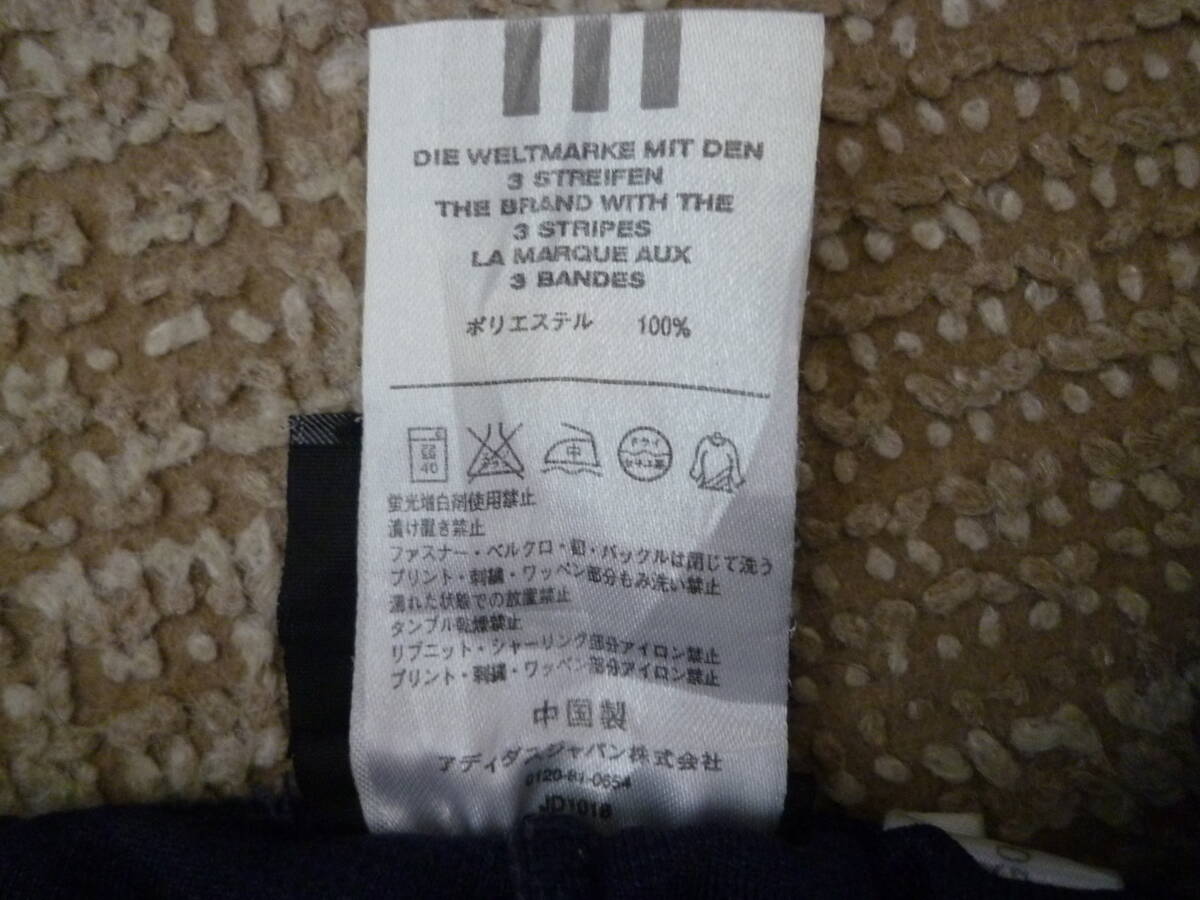 DIE WELTMARKE MIT DEN
3 STREIFEN
THE BRAND WITH THE
3 STRIPES
LA MARQUE AUX
3 BANDES
ポリエステル 100%
40
中
ドライ
蛍光増白剤使用禁止
漬け置き禁止
ファスナー・ベルクロ・釦・バックルは閉じて洗う
プリント・刺繍・ワッペン部分もみ洗い禁止
濡れた状態での放置禁止
タンブル乾燥禁止
リブニット・シャーリング部分アイロン禁止
プリント・刺繍・ワッペン部分アイロン禁止
中国製
アディダスジャパン株式会社
0120-81-0654
JD1018